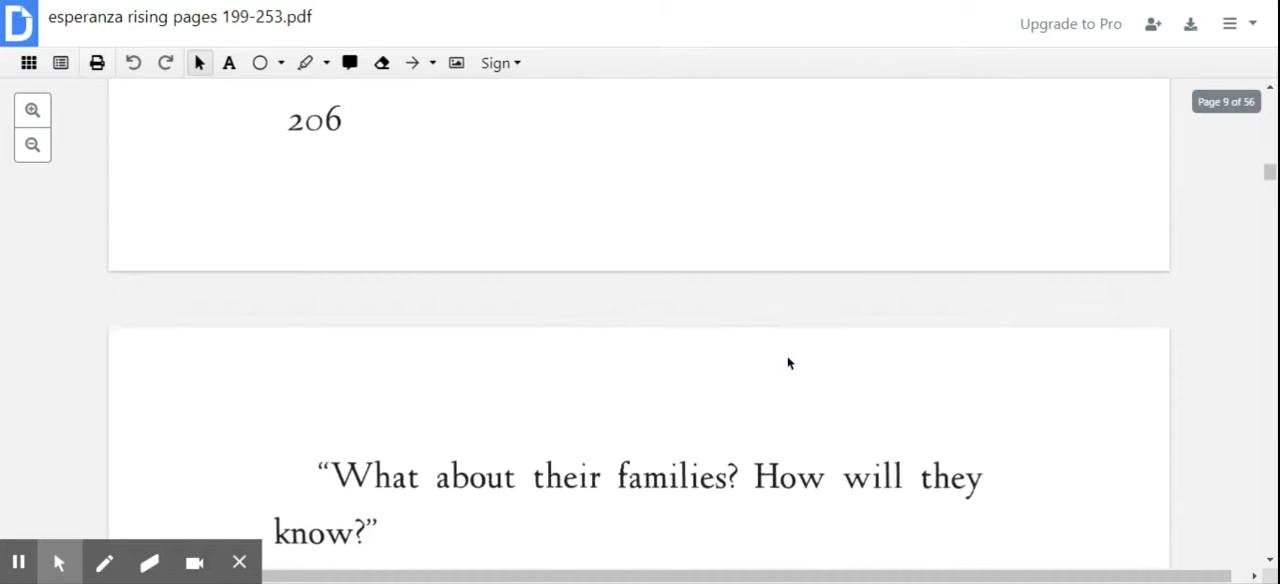 esperanza rising pages 199-253.pdf
Upgrade to Pro
A
Sign
Page 9 of 56
206
“What about their families? How will they
know?”